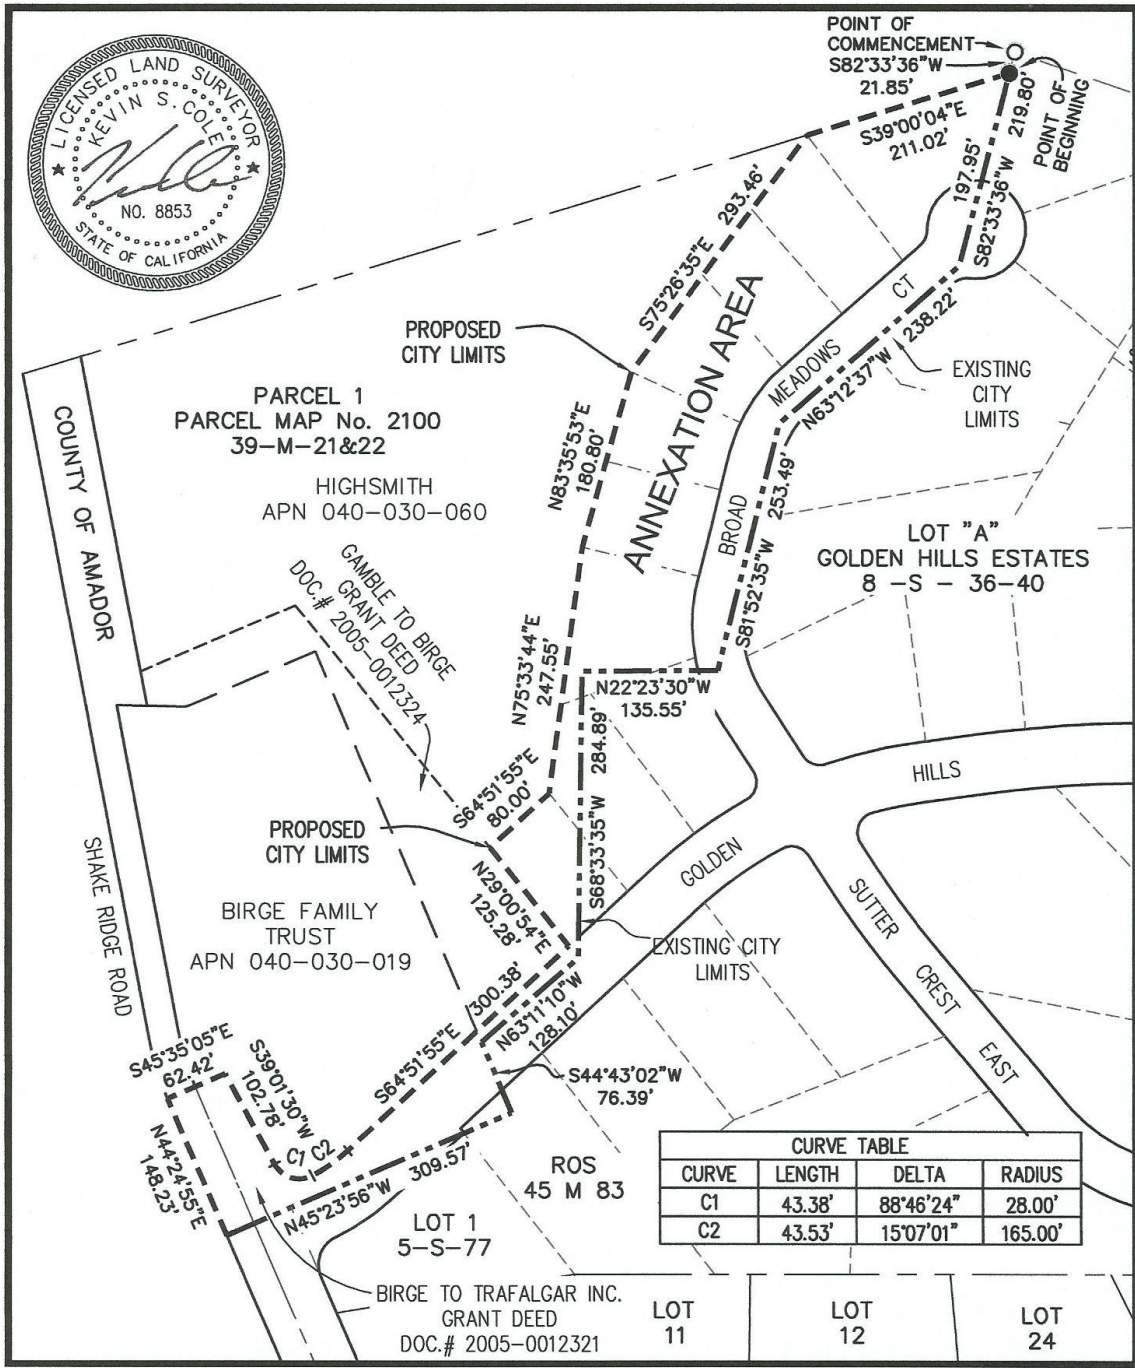 LICENSED LAND SURVEYOR
KEVIN S. COLE
NO. 8853
STATE OF CALIFORNIA
POINT OF
COMMENCEMENT
S82°33'36"W
21.85'
S39°00'04"E
211.02'
219.80'
POINT OF
BEGINNING
197.95'
S82°33'36"W
S75°26'35"E 293.46'
PROPOSED
CITY LIMITS
ANNEXATION AREA
MEADOWS CT
BROAD
N63°12'37"W 238.22'
EXISTING
CITY
LIMITS
PARCEL 1
PARCEL MAP No. 2100
39-M-21&22
HIGHSMITH
APN 040-030-060
COUNTY OF AMADOR
N83°35'53"E
180.80'
S81°52'35"W 253.49'
LOT "A"
GOLDEN HILLS ESTATES
8 -S - 36-40
GAMBLE TO BIRGE
GRANT DEED
DOC.# 2005-0012324
N75°33'44"E
247.55'
N22°23'30"W
135.55'
S68°33'35"W 284.89'
S64°51'55"E
80.00'
HILLS
GOLDEN
PROPOSED
CITY LIMITS
N29°00'54"E
125.28'
SHAKE RIDGE ROAD
BIRGE FAMILY
TRUST
APN 040-030-019
EXISTING CITY
LIMITS
SUTTER
CREST
EAST
S64°51'55"E 300.38'
N63°11'10"W
128.10'
S45°35'05"E
62.42'
S39°01'30"W
102.78'
S44°43'02"W
76.39'
C1 C2
N44°24'55"E
148.23'
N45°23'56"W 309.57'
ROS
45 M 83
LOT 1
5-S-77
CURVE TABLE
CURVE LENGTH DELTA RADIUS
C1 43.38' 88°46'24" 28.00'
C2 43.53' 15°07'01" 165.00'
BIRGE TO TRAFALGAR INC.
GRANT DEED
DOC.# 2005-0012321
LOT
11
LOT
12
LOT
24